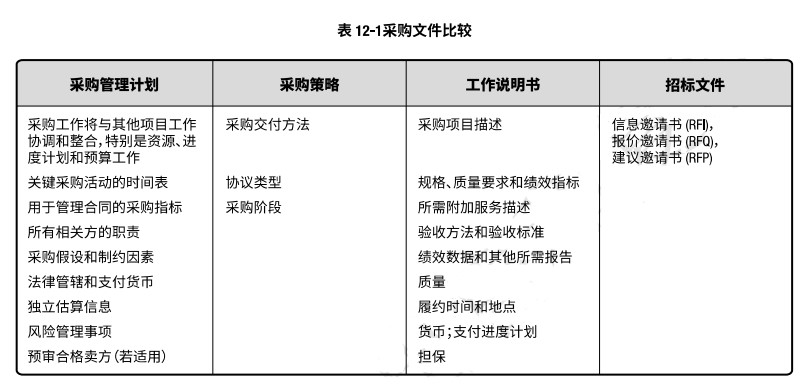 表 12-1采购文件比较
采购管理计划 采购策略 工作说明书 招标文件
采购工作将与其他项目工作 采购交付方法 采购项目描述 信息邀请书 (RFI),
协调和整合，特别是资源、进 报价邀请书 (RFQ),
度计划和预算工作 建议邀请书 (RFP)
关键采购活动的时间表 协议类型 规格、质量要求和绩效指标
用于管理合同的采购指标 采购阶段 所需附加服务描述
所有相关方的职责 验收方法和验收标准
采购假设和制约因素 绩效数据和其他所需报告
法律管辖和支付货币 质量
独立估算信息 履约时间和地点
风险管理事项 货币；支付进度计划
预审合格卖方（若适用） 担保